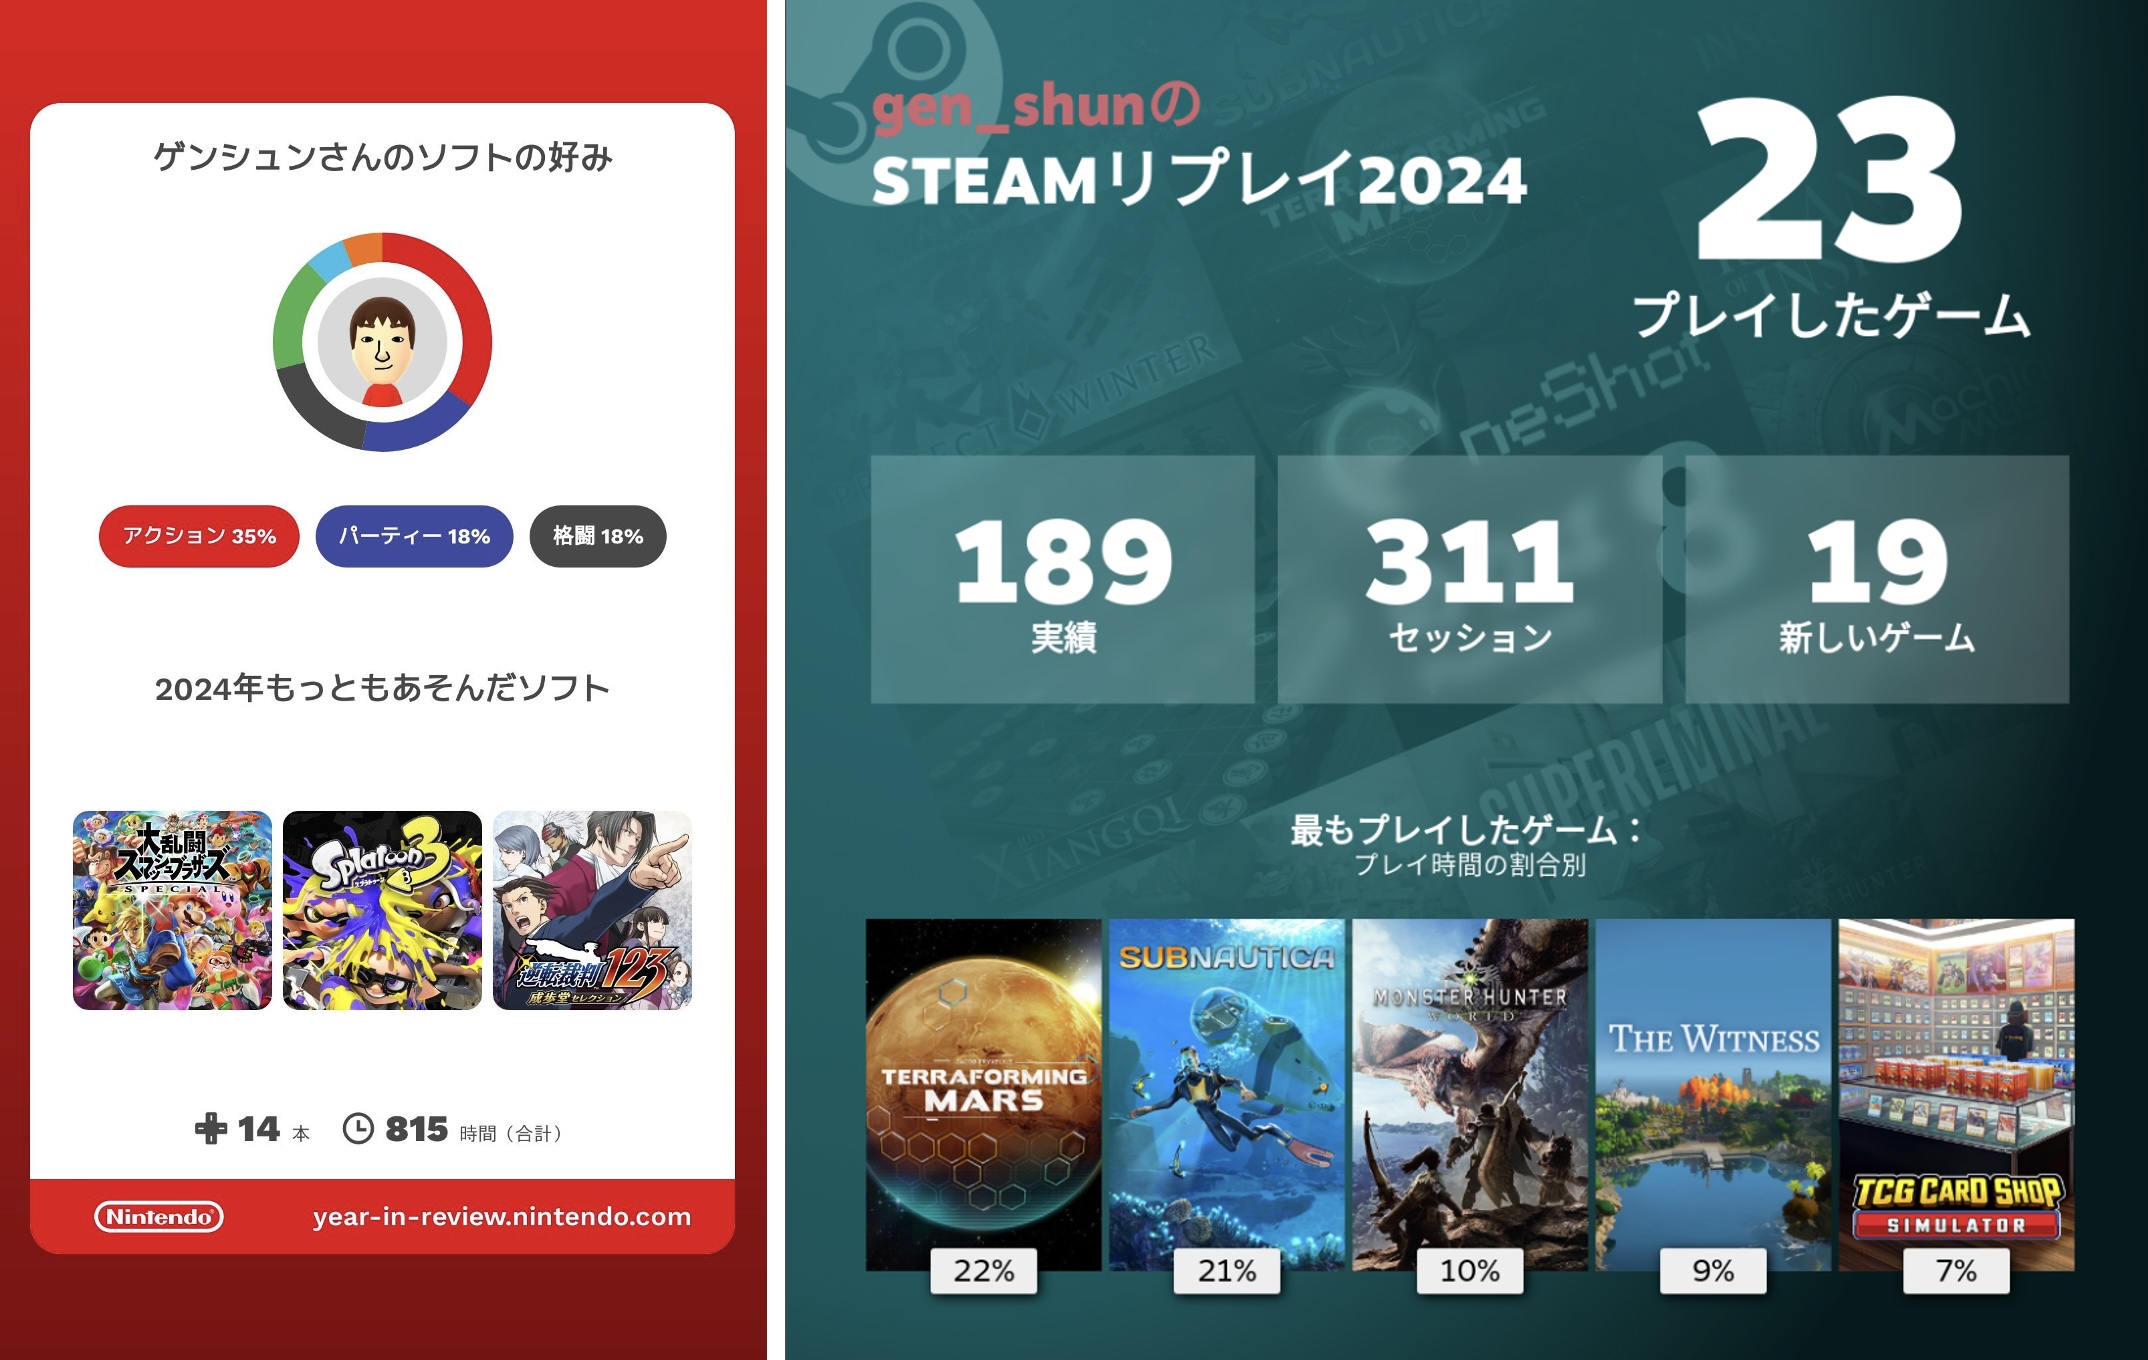 ゲンシュンさんのソフトの好み
アクション 35%
パーティー 18%
格闘 18%
2024年もっともあそんだソフト
大乱闘
スマッシュブラザーズ
SPECIAL
Splatoon 3
逆転裁判123
成歩堂セレクション
14 本
815 時間（合計）
Nintendo
year-in-review.nintendo.com
gen_shunの
STEAMリプレイ2024
23
プレイしたゲーム
189
実績
311
セッション
19
新しいゲーム
SUBNAUTICA
TERRAFORMING
MARS
PROJECT WINTER
OneShot
SUPERLIMINAL
XIANGQI
最もプレイしたゲーム：
プレイ時間の割合別
TERRAFORMING
MARS
22%
SUBNAUTICA
21%
MONSTER HUNTER
WORLD
10%
THE WITNESS
9%
TCG CARD SHOP
SIMULATOR
7%